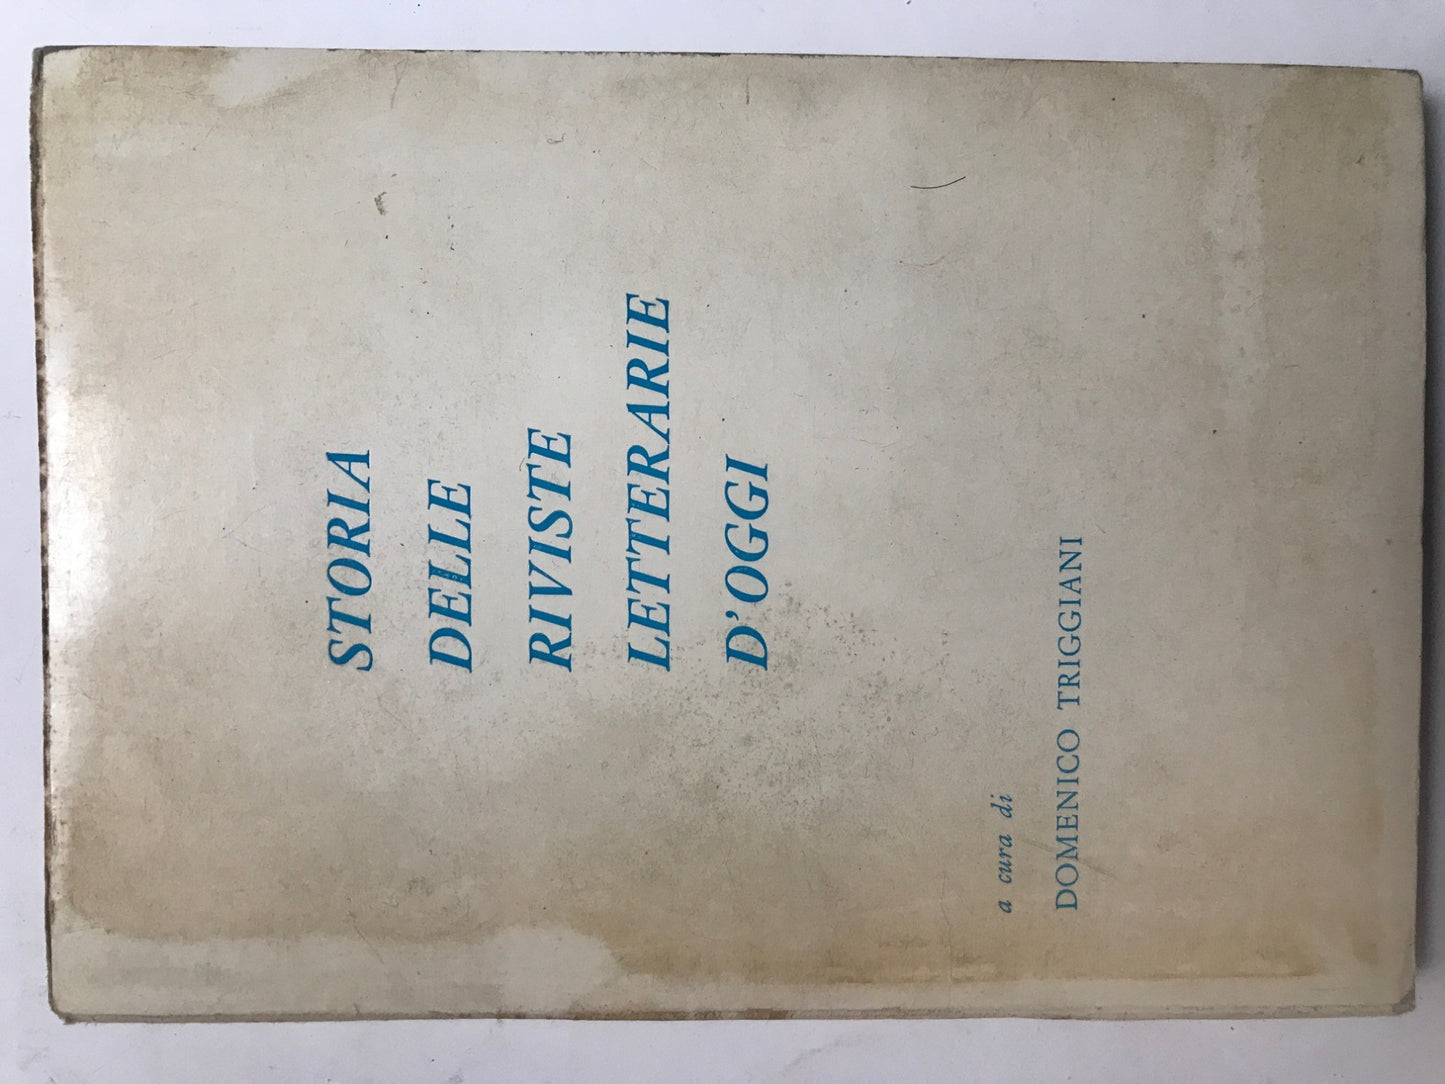 STORIA
DELLE
RIVISTE
LETTERARIE
D'OGGI
a cura di
DOMENICO TRIGGIANI